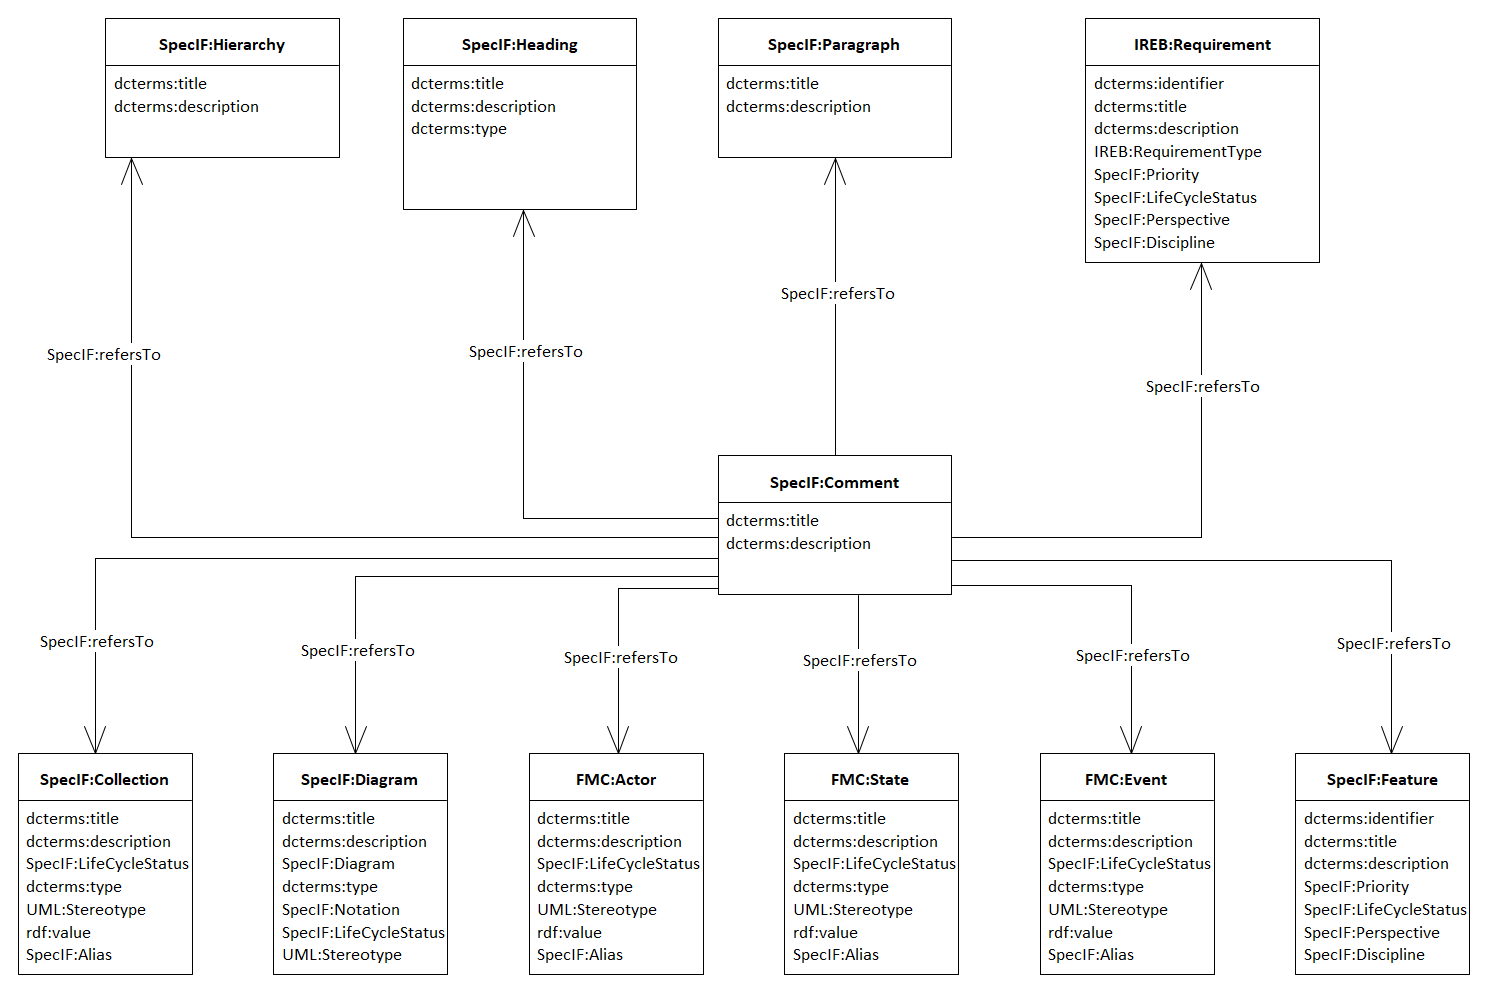 SpecIF:Hierarchy
dcterms:title
dcterms:description
SpecIF:Heading
dcterms:title
dcterms:description
dcterms:type
SpecIF:Paragraph
dcterms:title
dcterms:description
IREB:Requirement
dcterms:identifier
dcterms:title
dcterms:description
IREB:RequirementType
SpecIF:Priority
SpecIF:LifeCycleStatus
SpecIF:Perspective
SpecIF:Discipline
SpecIF:refersTo
SpecIF:refersTo
SpecIF:refersTo
SpecIF:refersTo
SpecIF:Comment
dcterms:title
dcterms:description
SpecIF:refersTo
SpecIF:refersTo
SpecIF:refersTo
SpecIF:refersTo
SpecIF:refersTo
SpecIF:refersTo
SpecIF:Collection
dcterms:title
dcterms:description
SpecIF:LifeCycleStatus
dcterms:type
UML:Stereotype
rdf:value
SpecIF:Alias
SpecIF:Diagram
dcterms:title
dcterms:description
SpecIF:Diagram
dcterms:type
SpecIF:Notation
SpecIF:LifeCycleStatus
UML:Stereotype
FMC:Actor
dcterms:title
dcterms:description
SpecIF:LifeCycleStatus
dcterms:type
UML:Stereotype
rdf:value
SpecIF:Alias
FMC:State
dcterms:title
dcterms:description
SpecIF:LifeCycleStatus
dcterms:type
UML:Stereotype
rdf:value
SpecIF:Alias
FMC:Event
dcterms:title
dcterms:description
SpecIF:LifeCycleStatus
dcterms:type
UML:Stereotype
rdf:value
SpecIF:Alias
SpecIF:Feature
dcterms:identifier
dcterms:title
dcterms:description
SpecIF:Priority
SpecIF:LifeCycleStatus
SpecIF:Perspective
SpecIF:Discipline